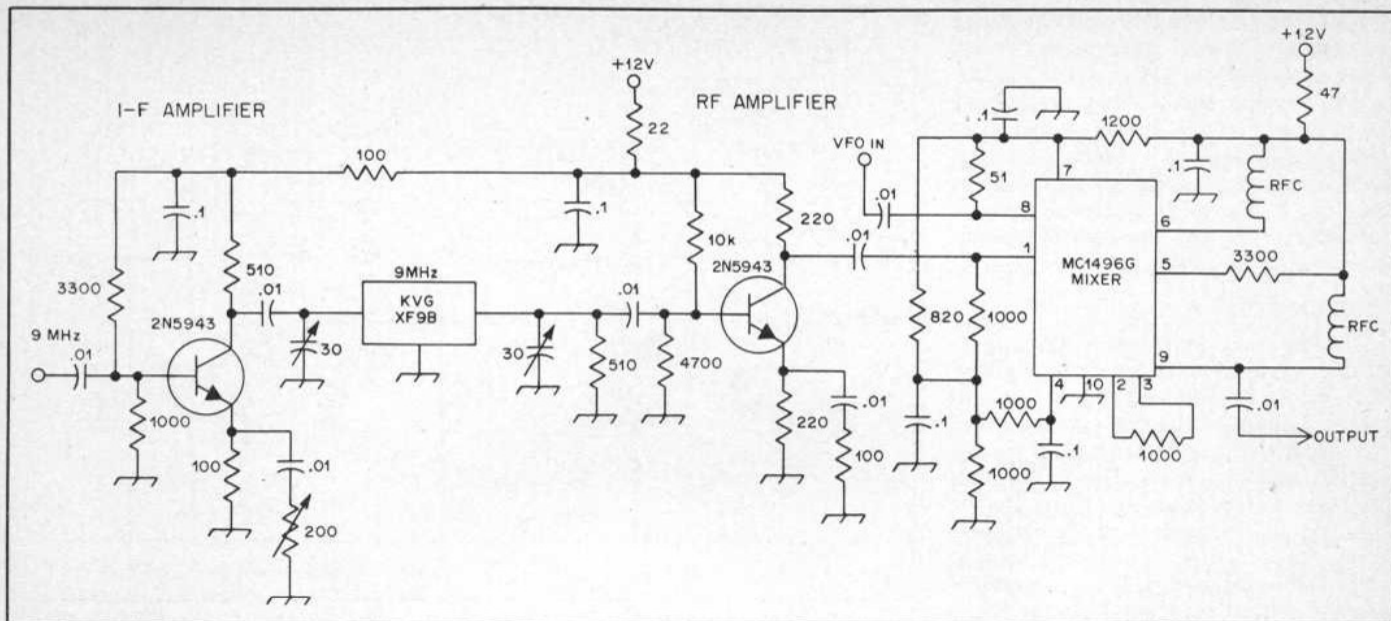 +12V
+12V
I-F AMPLIFIER
RF AMPLIFIER
47
22
.1
1200
VFO IN
100
51
.1
RFC
7
.1
.1
220
.01
8
6
10k
.01
1
510
MC1496G
MIXER
5
3300
3300
9MHz
2N5943
.01
KVG
XF9B
.01
820
1000
RFC
2N5943
9 MHz
30
30
510
4700
9
.01
4
10
2
3
.01
1000
.01
1000
220
.1
.1
OUTPUT
100
.01
100
1000
1000
200